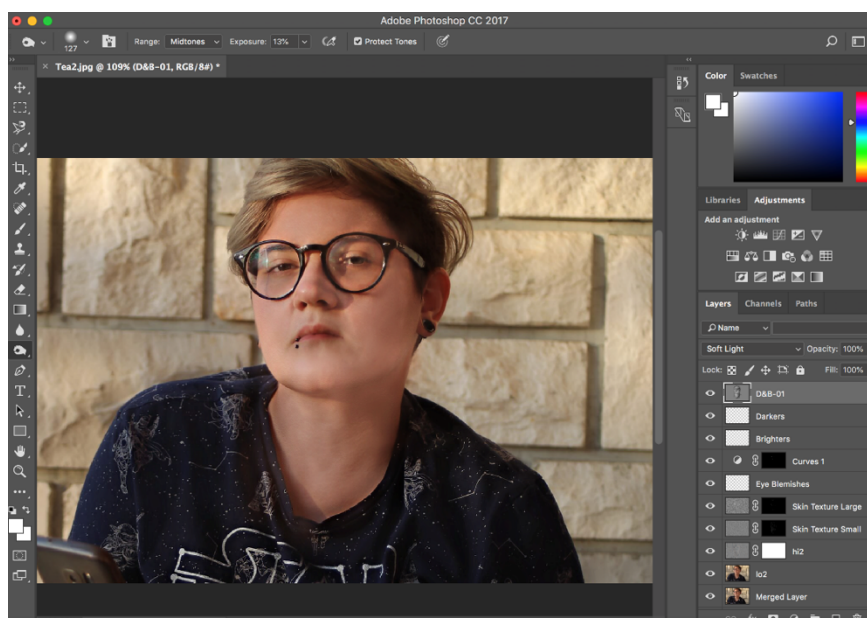 Adobe Photoshop CC 2017
127 Range: Midtones Exposure: 13% Protect Tones
× Tea2.jpg @ 109% (D&B-01, RGB/8#) *
Color Swatches
Libraries Adjustments
Add an adjustment
Layers Channels Paths
Name
Soft Light Opacity: 100%
Lock: Fill: 100%
D&B-01
Darkers
Brighters
Curves 1
Eye Blemishes
Skin Texture Large
Skin Texture Small
hi2
lo2
Merged Layer